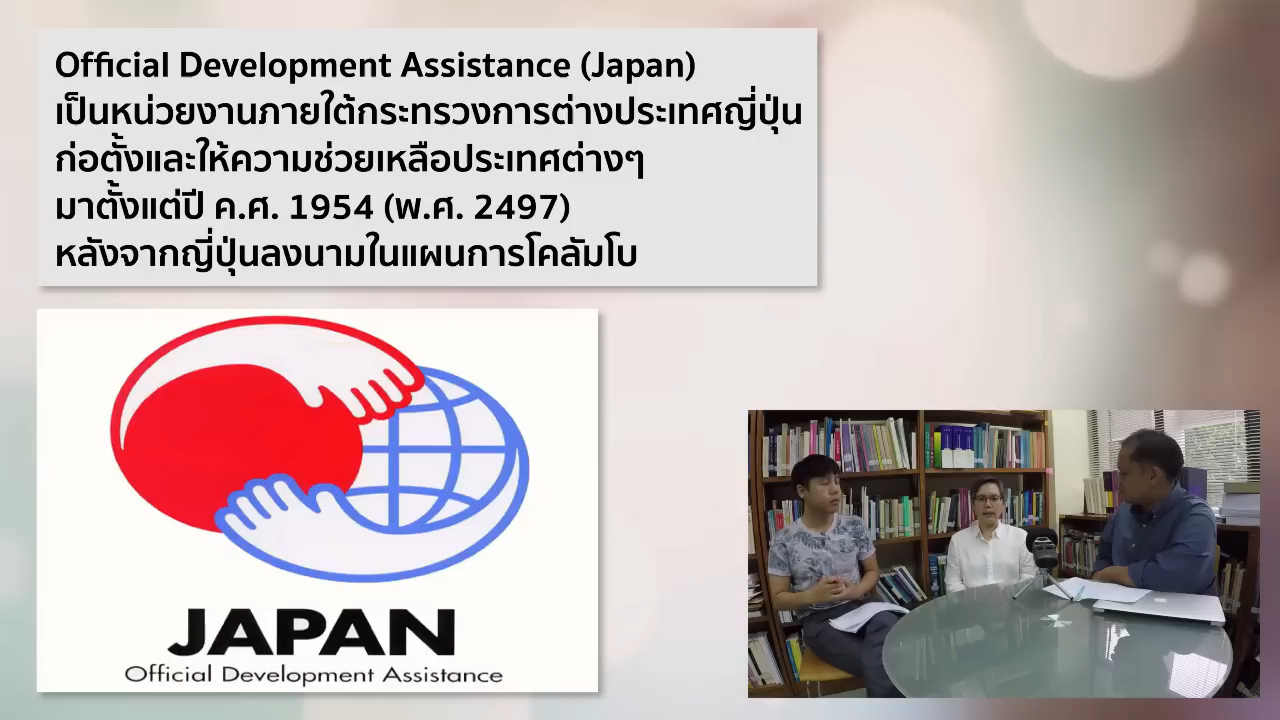 Official Development Assistance (Japan)
เป็นหน่วยงานภายใต้กระทรวงการต่างประเทศญี่ปุ่น
ก่อตั้งและให้ความช่วยเหลือประเทศต่างๆ
มาตั้งแต่ปี ค.ศ. 1954 (พ.ศ. 2497)
หลังจากญี่ปุ่นลงนามในแผนการโคลัมโบ
JAPAN
Official Development Assistance